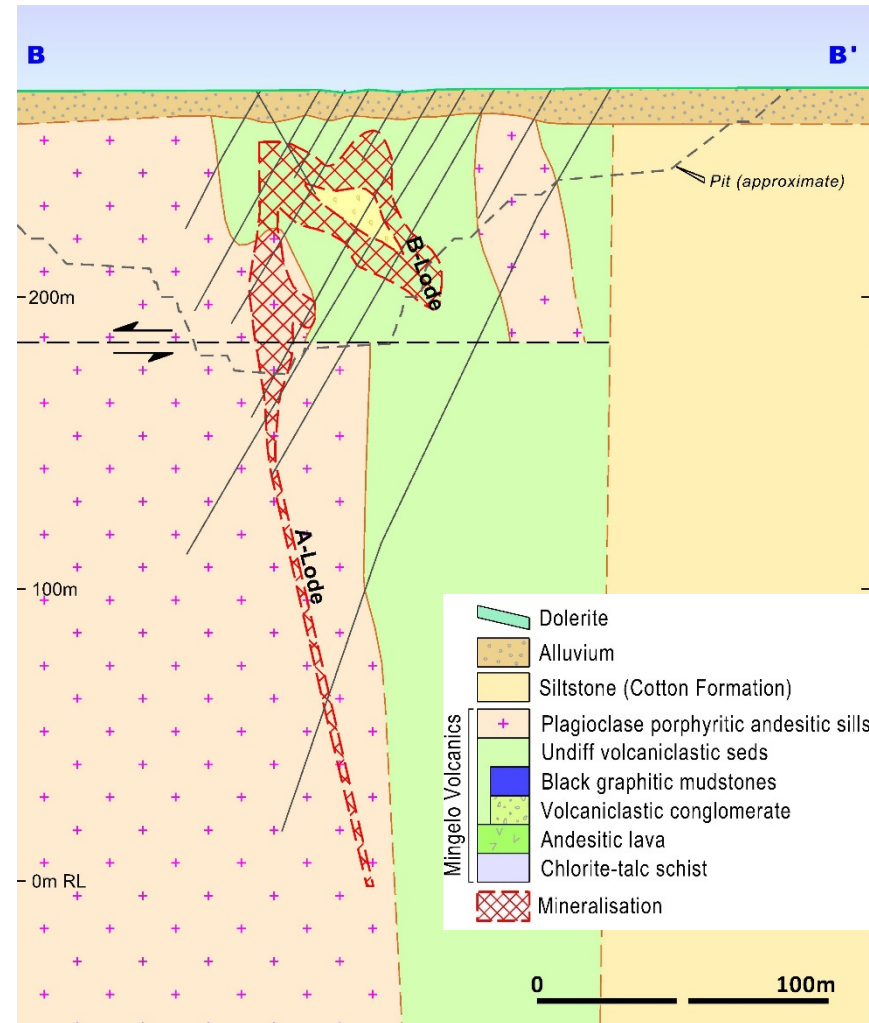 B
B'
Pit (approximate)
200m
B-Lode
A-Lode
100m
0m RL
Dolerite
Alluvium
Siltstone (Cotton Formation)
Mingelo Volcanics
Plagioclase porphyritic andesitic sills
Undiff volcaniclastic seds
Black graphitic mudstones
Volcaniclastic conglomerate
Andesitic lava
Chlorite-talc schist
Mineralisation
0
100m